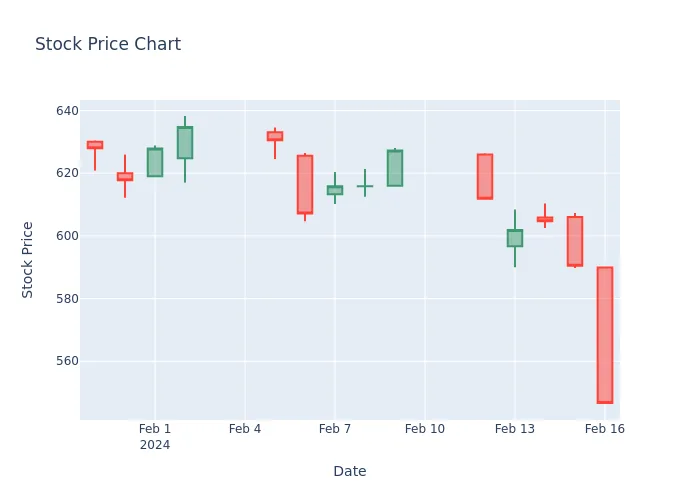 Stock Price Chart
640
620
600
580
560
Stock Price
Feb 1
2024
Feb 4
Feb 7
Feb 10
Feb 13
Feb 16
Date